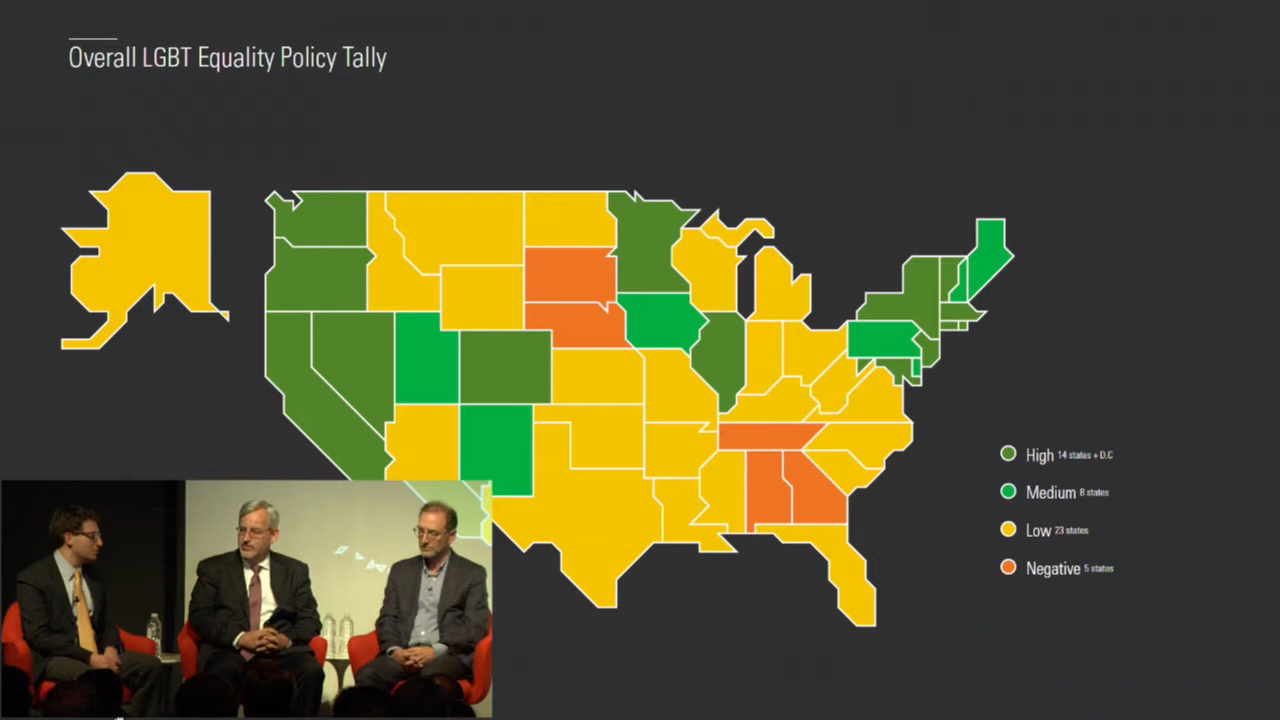 Overall LGBT Equality Policy Tally
High 14 states + D.C
Medium 8 states
Low 23 states
Negative 5 states